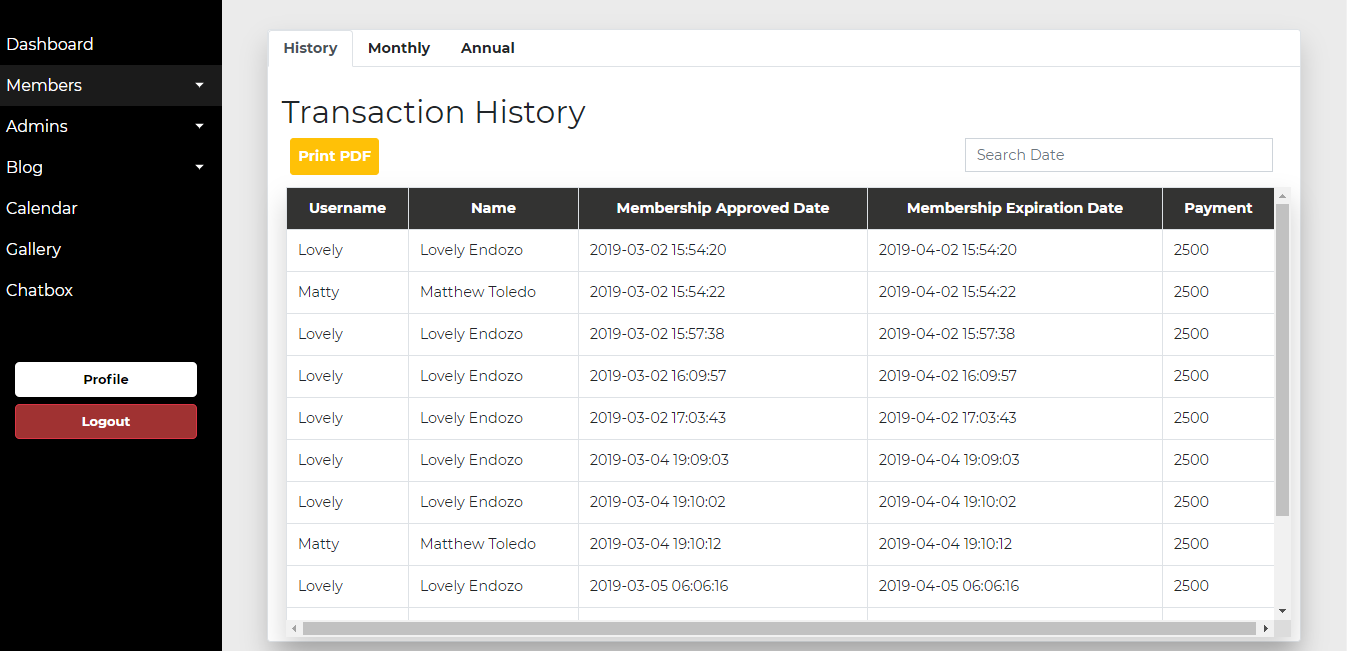 Dashboard
Members
Admins
Blog
Calendar
Gallery
Chatbox
Profile
Logout
History Monthly Annual
Transaction History
Print PDF Search Date
Username Name Membership Approved Date Membership Expiration Date Payment
Lovely Lovely Endozo 2019-03-02 15:54:20 2019-04-02 15:54:20 2500
Matty Matthew Toledo 2019-03-02 15:54:22 2019-04-02 15:54:22 2500
Lovely Lovely Endozo 2019-03-02 15:57:38 2019-04-02 15:57:38 2500
Lovely Lovely Endozo 2019-03-02 16:09:57 2019-04-02 16:09:57 2500
Lovely Lovely Endozo 2019-03-02 17:03:43 2019-04-02 17:03:43 2500
Lovely Lovely Endozo 2019-03-04 19:09:03 2019-04-04 19:09:03 2500
Lovely Lovely Endozo 2019-03-04 19:10:02 2019-04-04 19:10:02 2500
Matty Matthew Toledo 2019-03-04 19:10:12 2019-04-04 19:10:12 2500
Lovely Lovely Endozo 2019-03-05 06:06:16 2019-04-05 06:06:16 2500